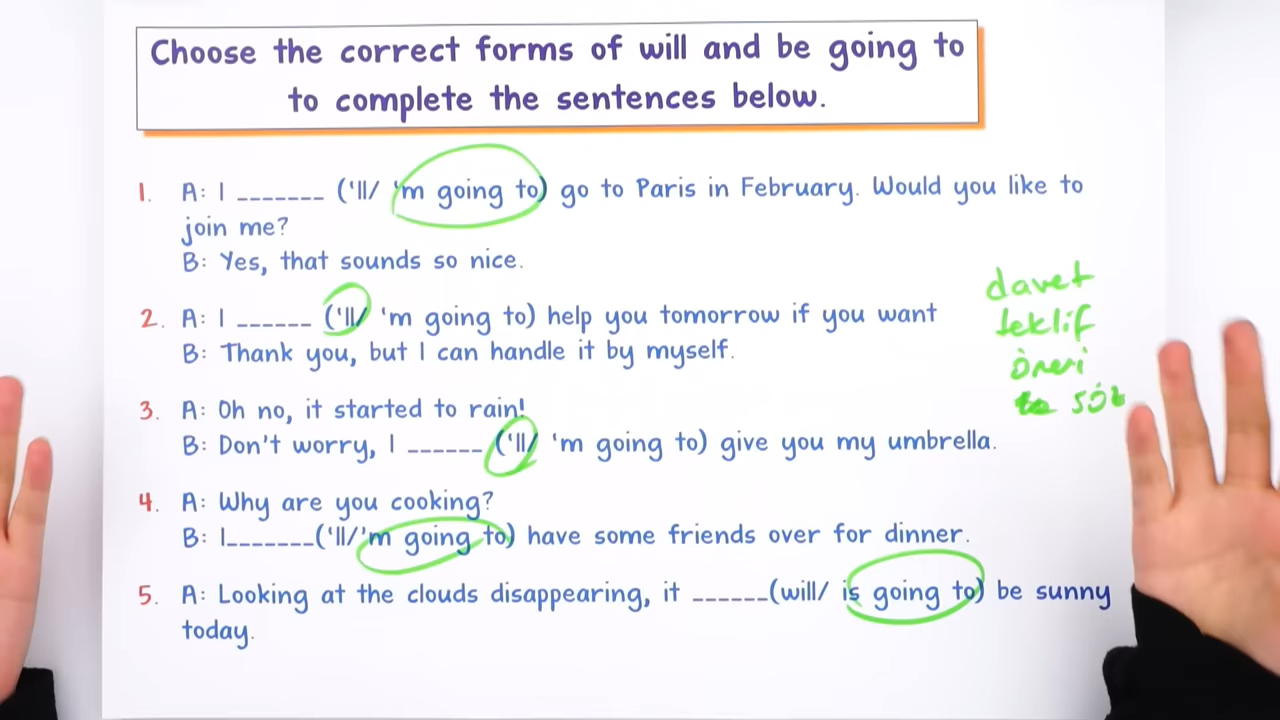 Choose the correct forms of will and be going to
to complete the sentences below.
1. A: I _______ ('ll/ 'm going to) go to Paris in February. Would you like to
join me?
B: Yes, that sounds so nice.
2. A: I ______ ('ll/ 'm going to) help you tomorrow if you want
B: Thank you, but I can handle it by myself.
3. A: Oh no, it started to rain!
B: Don't worry, I ______ ('ll/ 'm going to) give you my umbrella.
4. A: Why are you cooking?
B: I_______('ll/'m going to) have some friends over for dinner.
5. A: Looking at the clouds disappearing, it ______(will/ is going to) be sunny
today.
davet
teklif
öneri
söz